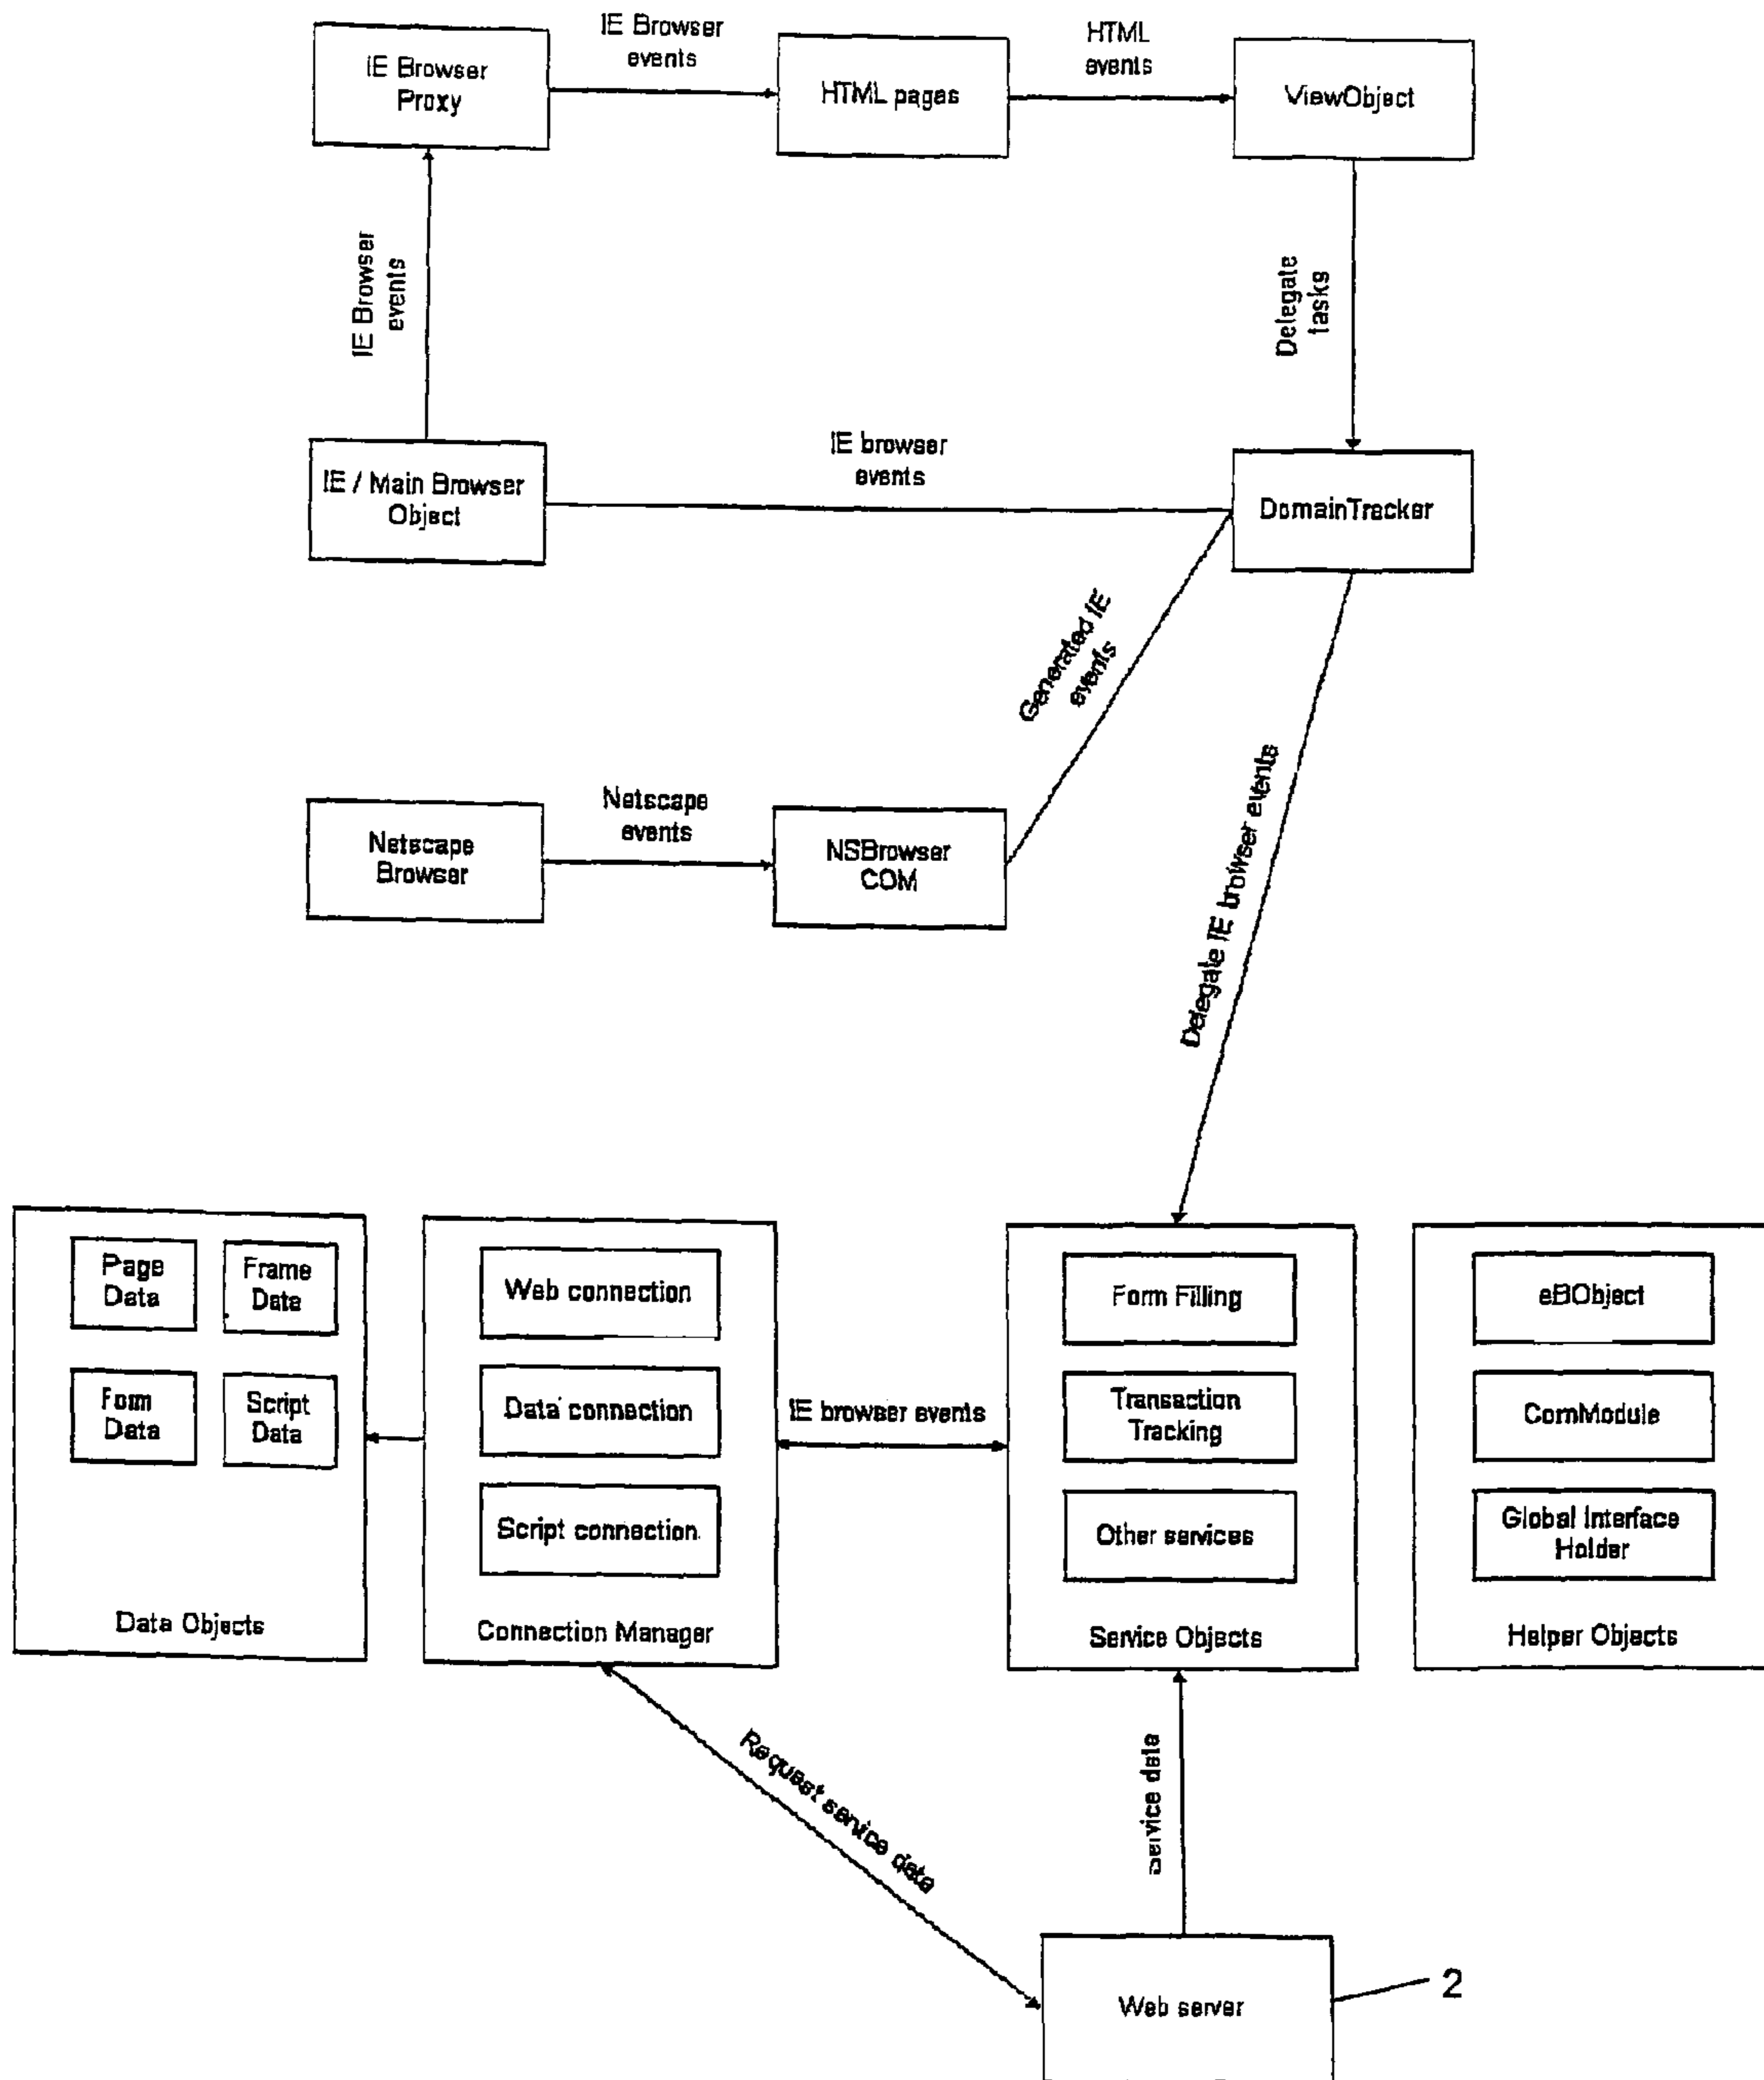 IE Browser
events
HTML
events
IE Browser
Proxy
HTML pages
ViewObject
IE Browser
events
Delegate
tasks
IE browser
events
IE / Main Browser
Object
DomainTracker
Generated IE
events
Netscape
events
Netscape
Browser
NSBrowser
COM
Delegate IE browser events
Page
Data
Frame
Data
Form
Data
Script
Data
Data Objects
Web connection
Data connection
Script connection
Connection Manager
IE browser events
Form Filling
Transaction
Tracking
Other services
Service Objects
eBObject
ComModule
Global Interface
Holder
Helper Objects
Request service data
Service data
Web server
2